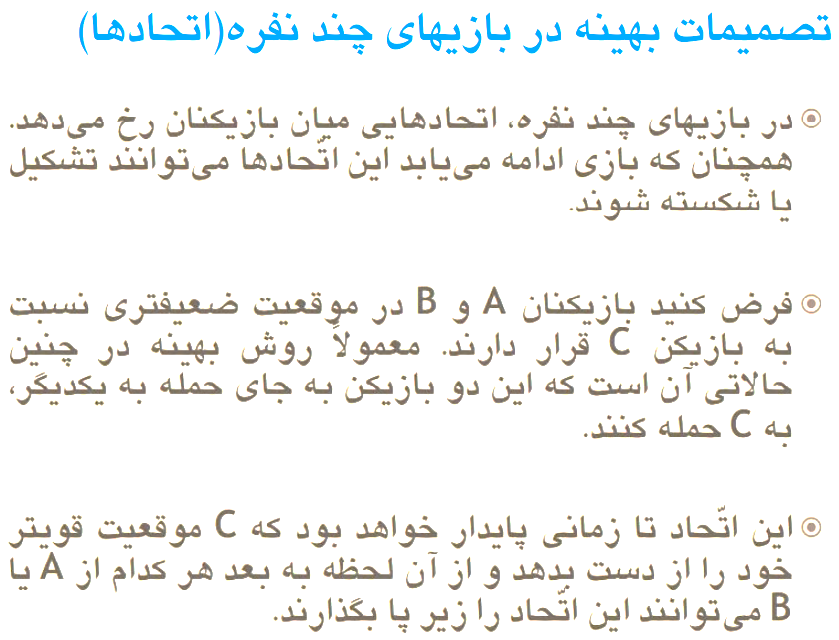 تصمیمات بهینه در بازیهای چند نفره(اتحادها)
در بازیهای چند نفره، اتحادهایی میان بازیکنان رخ می‌دهد.
همچنان که بازی ادامه می‌یابد این اتّحادها می‌توانند تشکیل
یا شکسته شوند.
فرض کنید بازیکنان A و B در موقعیت ضعیفتری نسبت
به بازیکن C قرار دارند. معمولاً روش بهینه در چنین
حالاتی آن است که این دو بازیکن به جای حمله به یکدیگر،
به C حمله کنند.
این اتّحاد تا زمانی پایدار خواهد بود که C موقعیت قویتر
خود را از دست بدهد و از آن لحظه به بعد هر کدام از A یا
B می‌توانند این اتّحاد را زیر پا بگذارند.